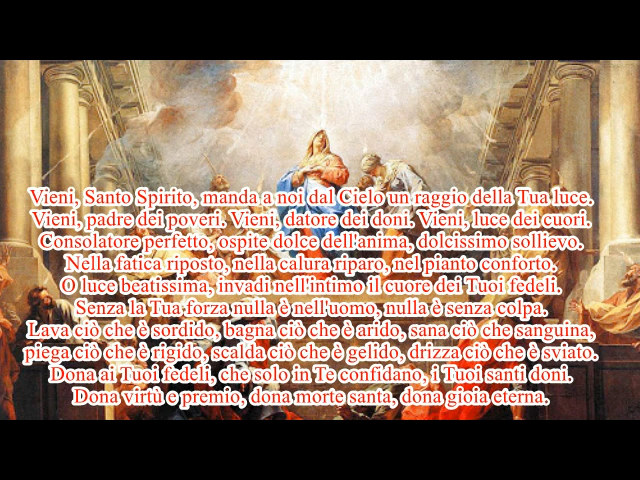 Vieni, Santo Spirito, manda a noi dal Cielo un raggio della Tua luce.
Vieni, padre dei poveri. Vieni, datore dei doni. Vieni, luce dei cuori.
Consolatore perfetto, ospite dolce dell'anima, dolcissimo sollievo.
Nella fatica riposto, nella calura riparo, nel pianto conforto.
O luce beatissima, invadi nell'intimo il cuore dei Tuoi fedeli.
Senza la Tua forza nulla è nell'uomo, nulla è senza colpa.
Lava ciò che è sordido, bagna ciò che è arido, sana ciò che sanguina,
piega ciò che è rigido, scalda ciò che è gelido, drizza ciò che è sviato.
Dona ai Tuoi fedeli, che solo in Te confidano, i Tuoi santi doni.
Dona virtù e premio, dona morte santa, dona gioia eterna.